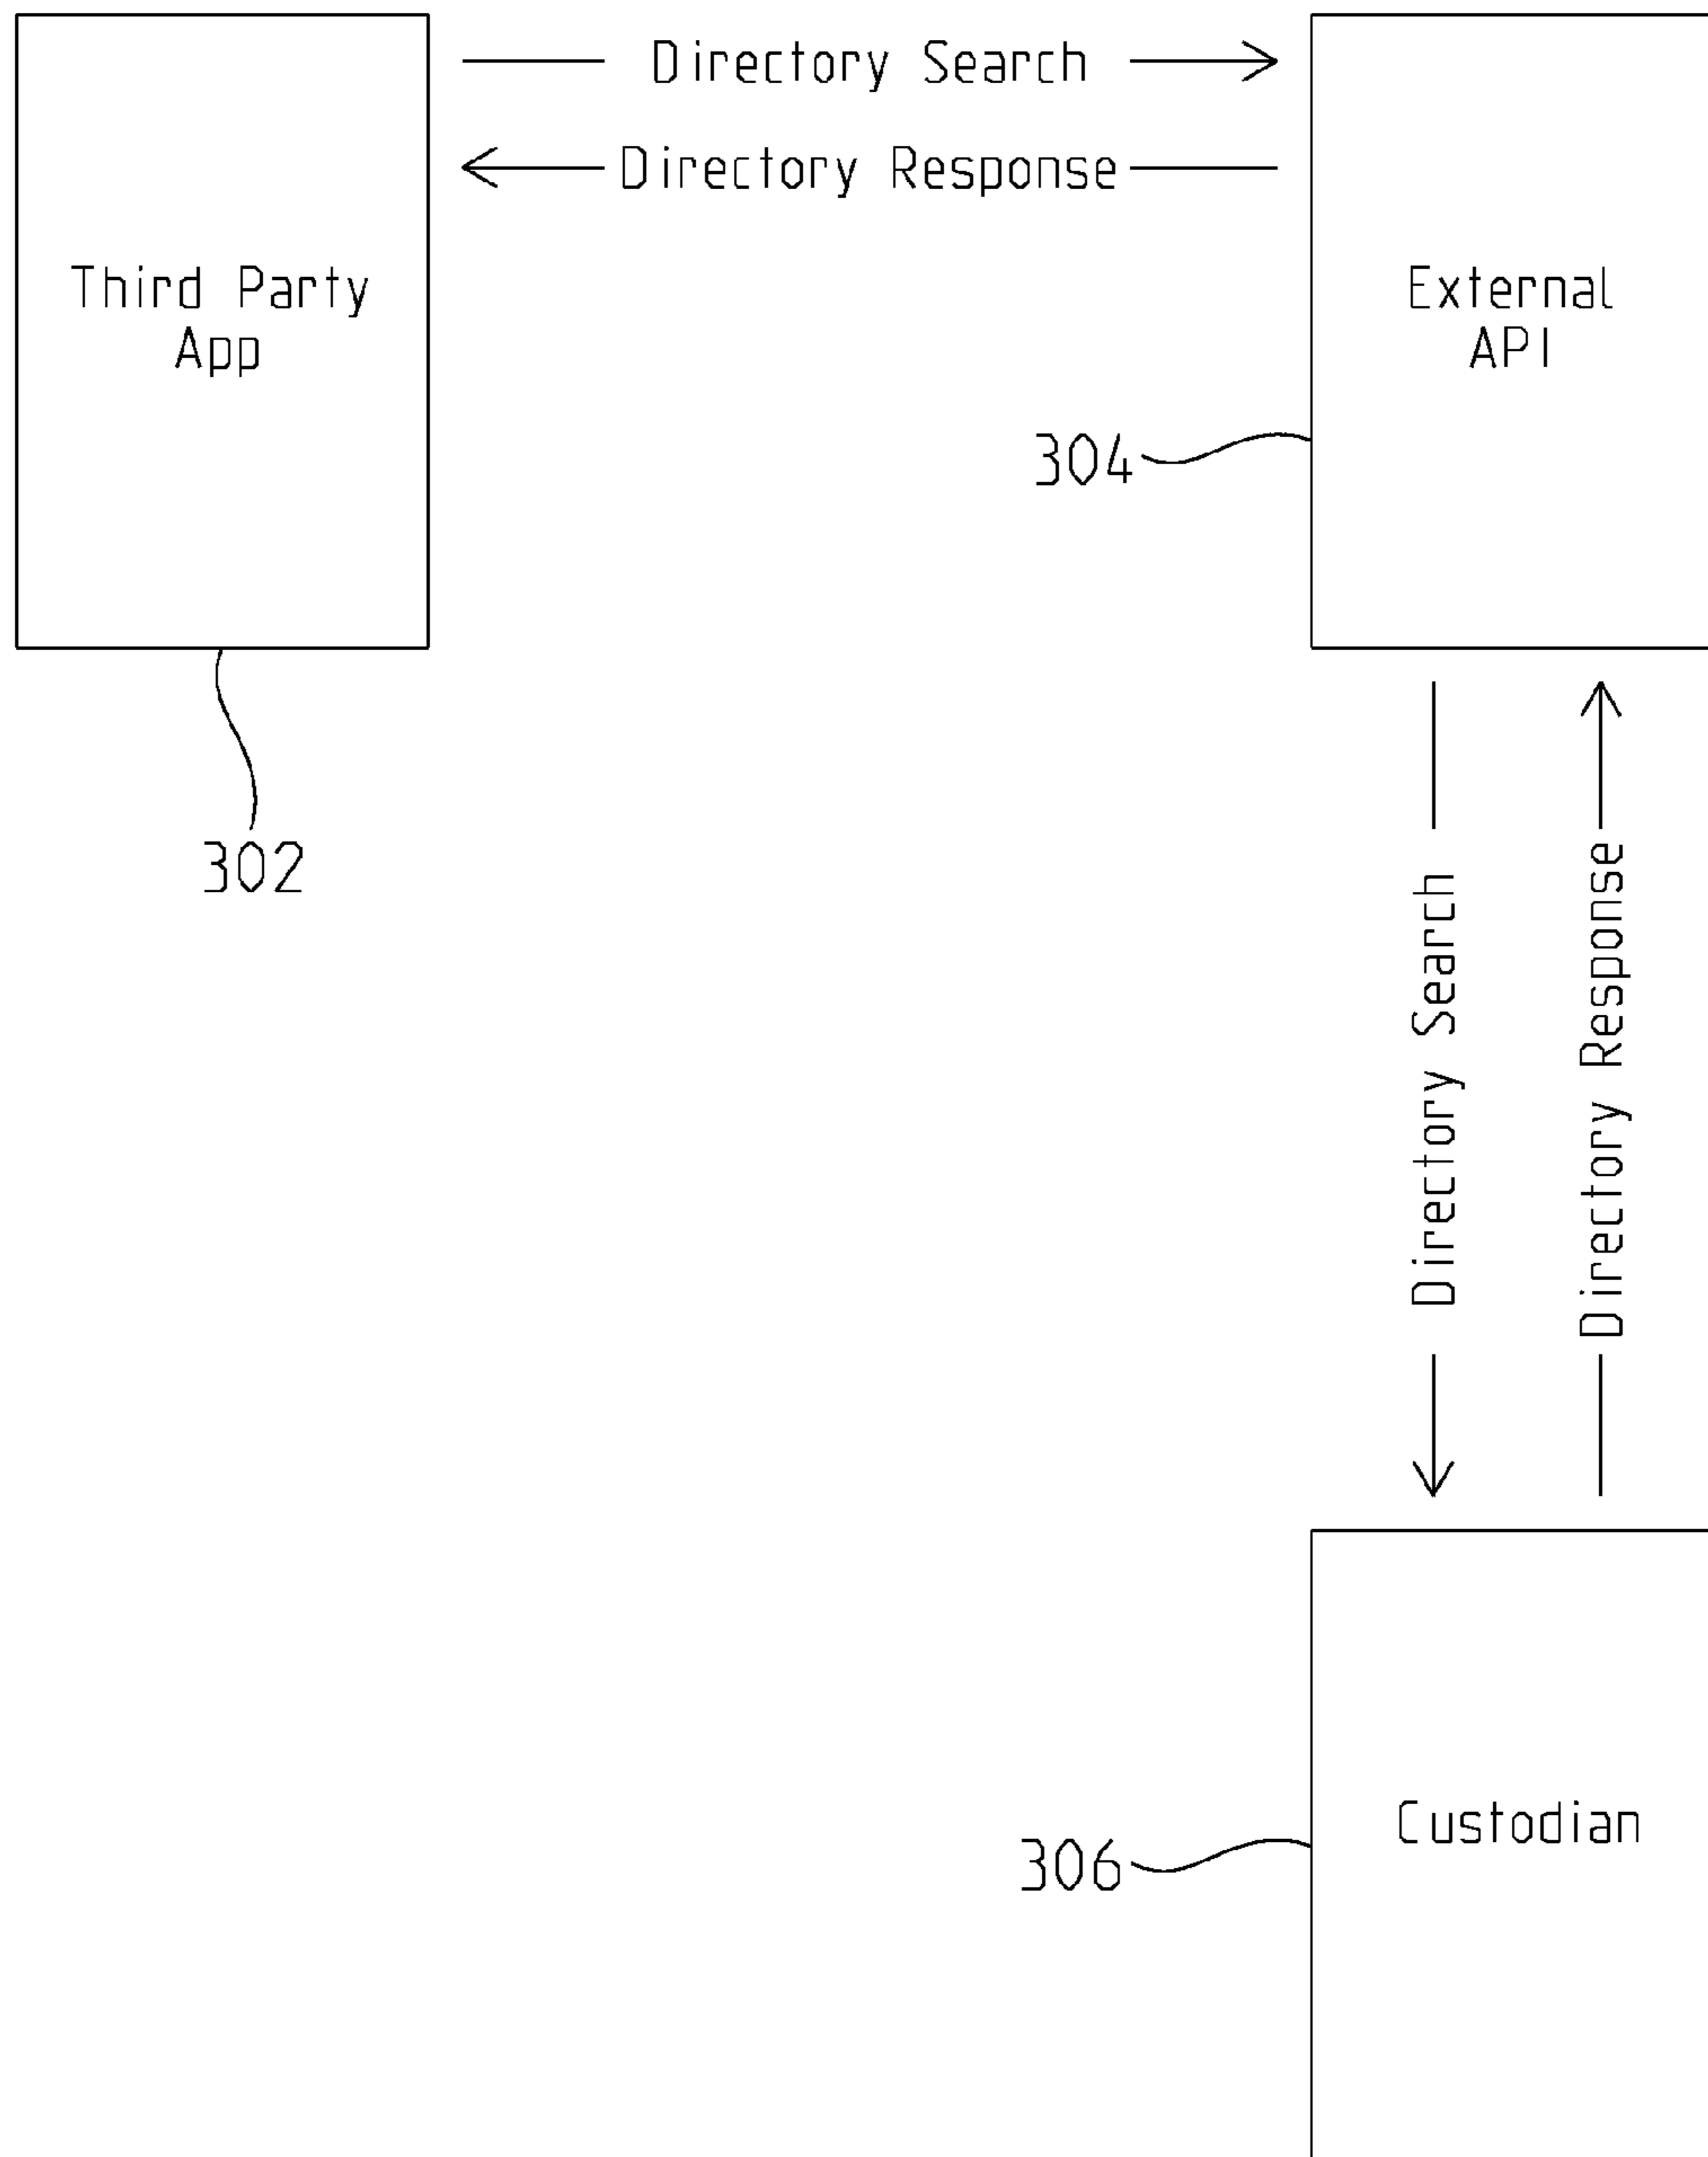 Directory Search
Directory Response
Third Party
App
External
API
304
302
Directory Search
Directory Response
Custodian
306